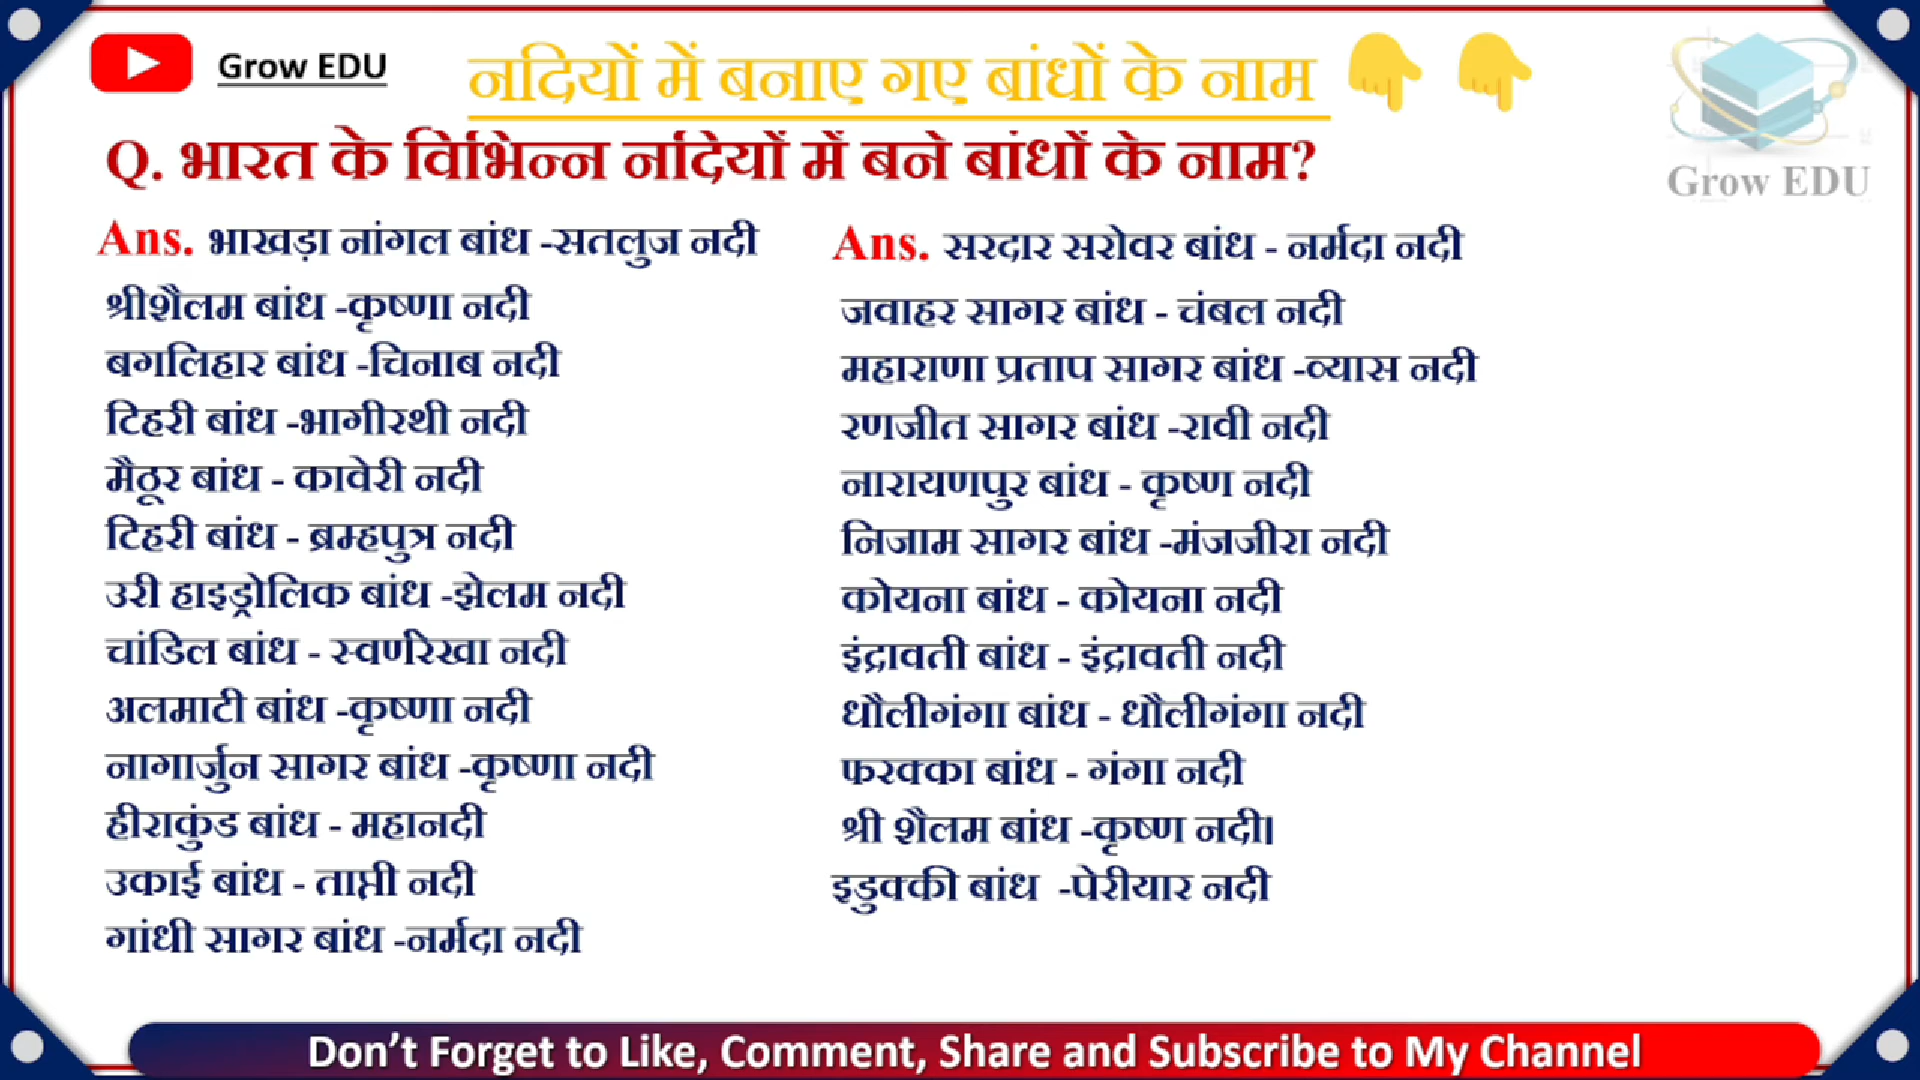 Grow EDU
नदियों में बनाए गए बांधों के नाम
Grow EDU
Q. भारत के विभिन्न नदियों में बने बांधों के नाम?
Ans. भाखड़ा नांगल बांध -सतलुज नदी
श्रीशैलम बांध -कृष्णा नदी
बगलिहार बांध -चिनाब नदी
टिहरी बांध -भागीरथी नदी
मैठूर बांध - कावेरी नदी
टिहरी बांध - ब्रम्हपुत्र नदी
उरी हाइड्रोलिक बांध -झेलम नदी
चांडिल बांध - स्वर्णरेखा नदी
अलमाटी बांध -कृष्णा नदी
नागार्जुन सागर बांध -कृष्णा नदी
हीराकुंड बांध - महानदी
उकाई बांध - ताप्ती नदी
गांधी सागर बांध -नर्मदा नदी
Ans. सरदार सरोवर बांध - नर्मदा नदी
जवाहर सागर बांध - चंबल नदी
महाराणा प्रताप सागर बांध -व्यास नदी
रणजीत सागर बांध -रावी नदी
नारायणपुर बांध - कृष्ण नदी
निजाम सागर बांध -मंजजीरा नदी
कोयना बांध - कोयना नदी
इंद्रावती बांध - इंद्रावती नदी
धौलीगंगा बांध - धौलीगंगा नदी
फरक्का बांध - गंगा नदी
श्री शैलम बांध -कृष्ण नदी।
इडुक्की बांध -पेरीयार नदी
Don't Forget to Like, Comment, Share and Subscribe to My Channel